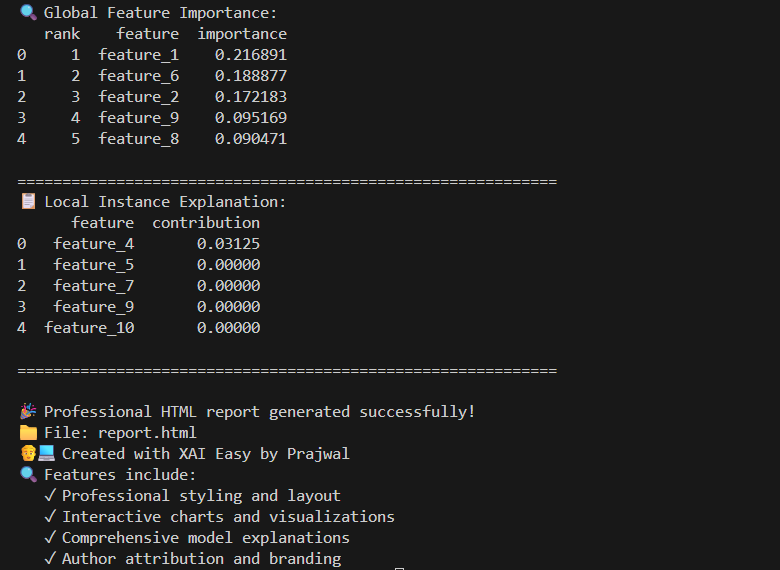 🔍 Global Feature Importance:
   rank    feature  importance
0     1  feature_1    0.216891
1     2  feature_6    0.188877
2     3  feature_2    0.172183
3     4  feature_9    0.095169
4     5  feature_8    0.090471
============================================================
📋 Local Instance Explanation:
      feature  contribution
0   feature_4       0.03125
1   feature_5       0.00000
2   feature_7       0.00000
3   feature_9       0.00000
4  feature_10       0.00000
============================================================
🎉 Professional HTML report generated successfully!
📁 File: report.html
👨‍💻 Created with XAI Easy by Prajwal
🔍 Features include:
   ✓ Professional styling and layout
   ✓ Interactive charts and visualizations
   ✓ Comprehensive model explanations
   ✓ Author attribution and branding